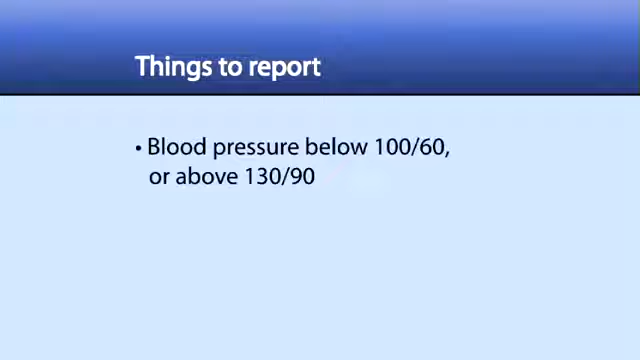 Things to report
• Blood pressure below 100/60,
or above 130/90